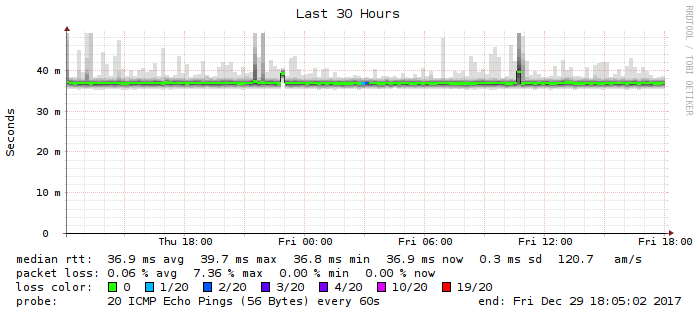 Last 30 Hours
RRDTOOL / TOBI OETIKER
Seconds
40 m
30 m
20 m
10 m
0
Thu 18:00 Fri 00:00 Fri 06:00 Fri 12:00 Fri 18:00
median rtt: 36.9 ms avg 39.7 ms max 36.8 ms min 36.9 ms now 0.3 ms sd 120.7 am/s
packet loss: 0.06 % avg 7.36 % max 0.00 % min 0.00 % now
loss color: 0 1/20 2/20 3/20 4/20 10/20 19/20
probe: 20 ICMP Echo Pings (56 Bytes) every 60s end: Fri Dec 29 18:05:02 2017